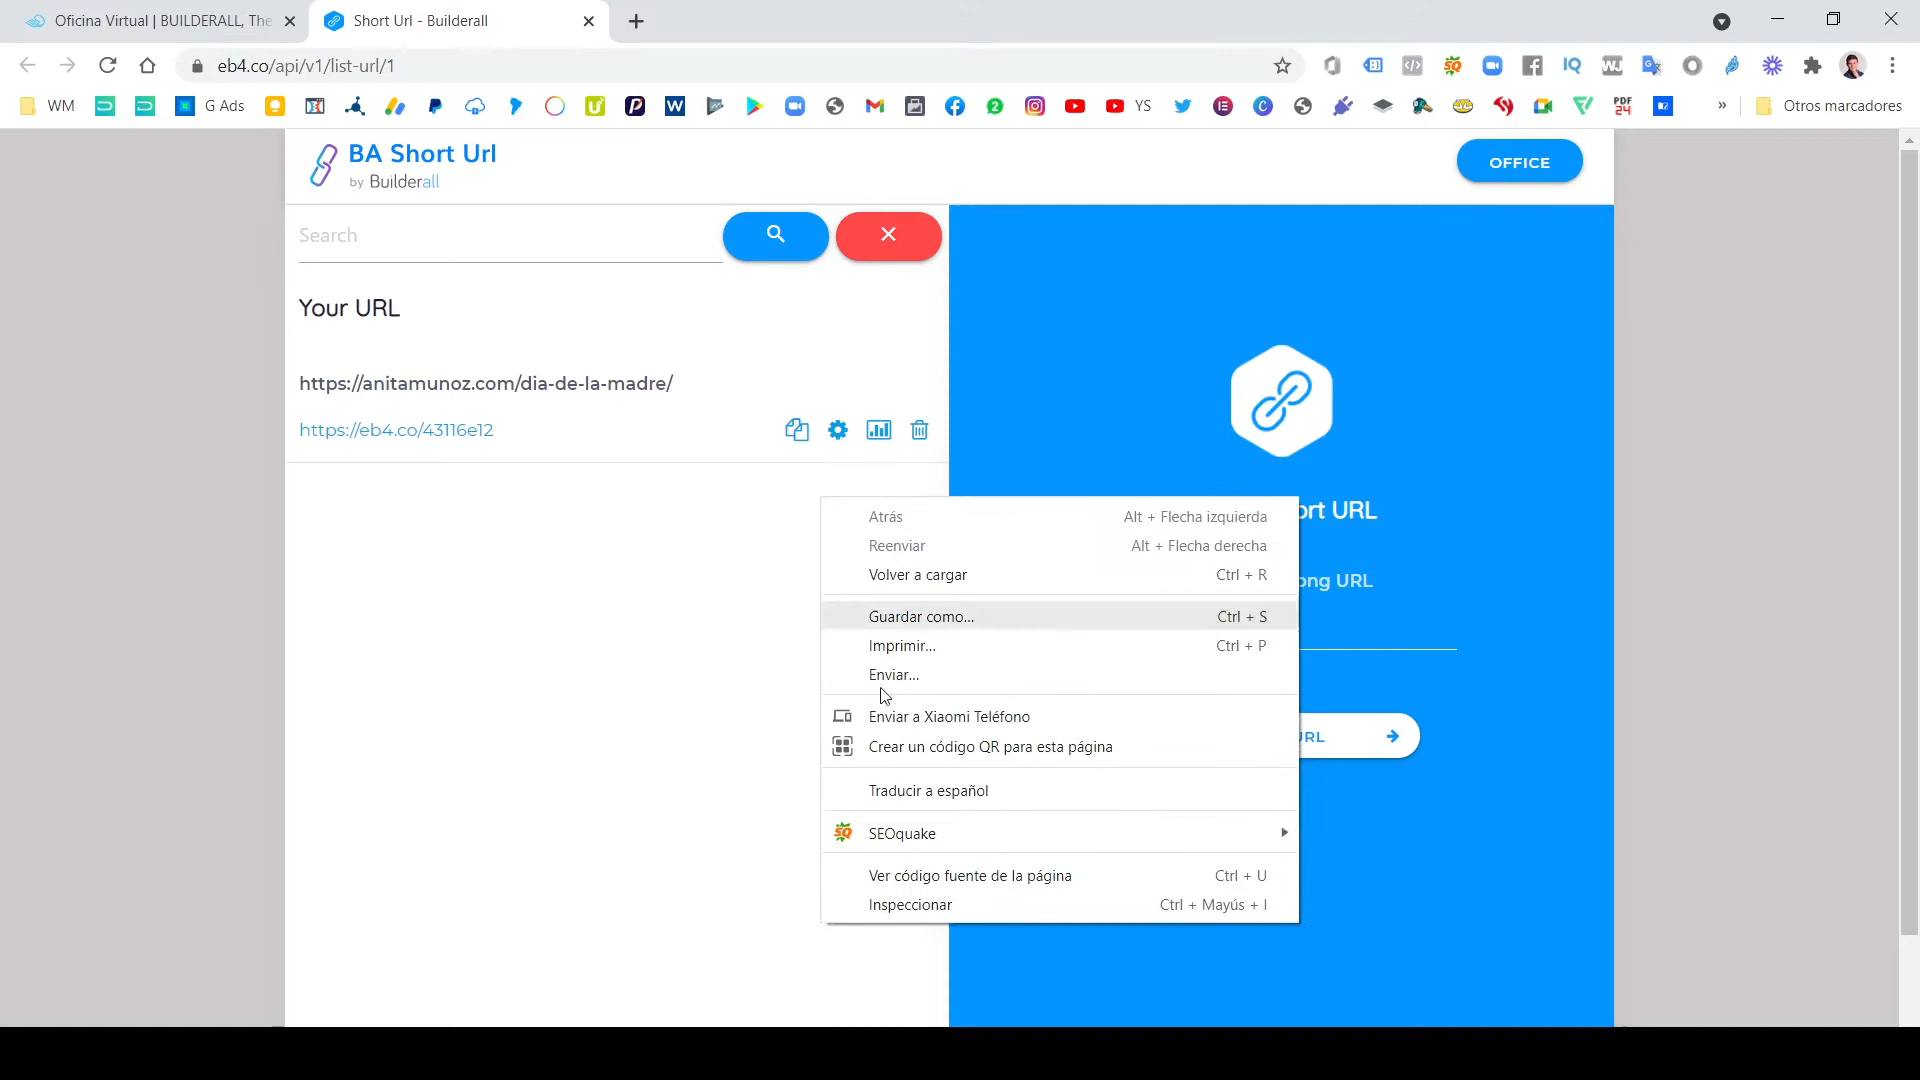 Oficina Virtual | BUILDERALL, The
Short Url - Builderall
eb4.co/api/v1/list-url/1
WM
G Ads
YS
Otros marcadores
BA Short Url
by Builderall
OFFICE
Search
Your URL
https://anitamunoz.com/dia-de-la-madre/
https://eb4.co/43116e12
Atrás Alt + Flecha izquierda
Reenviar Alt + Flecha derecha
Volver a cargar Ctrl + R
Guardar como... Ctrl + S
Imprimir... Ctrl + P
Enviar...
Enviar a Xiaomi Teléfono
Crear un código QR para esta página
Traducir a español
SEOquake
Ver código fuente de la página Ctrl + U
Inspeccionar Ctrl + Mayús + I
ort URL
ong URL
URL